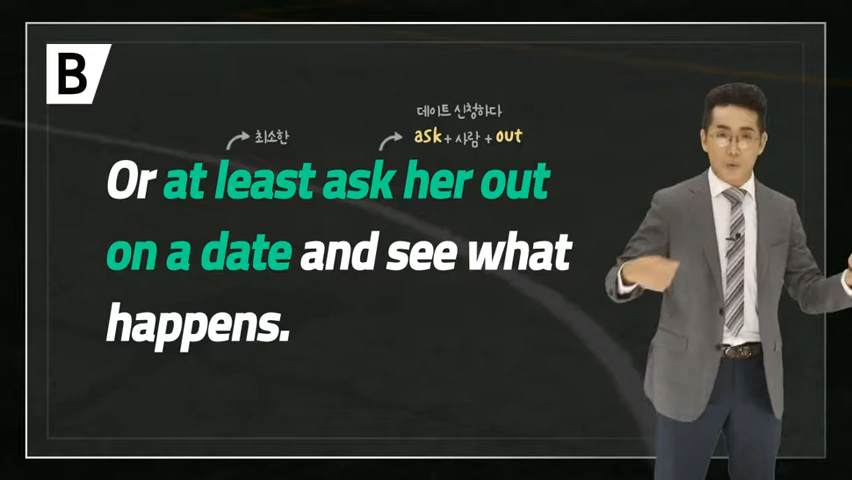 B
데이트 신청하다
최소한
ask + 사람 + out
Or at least ask her out
on a date and see what
happens.